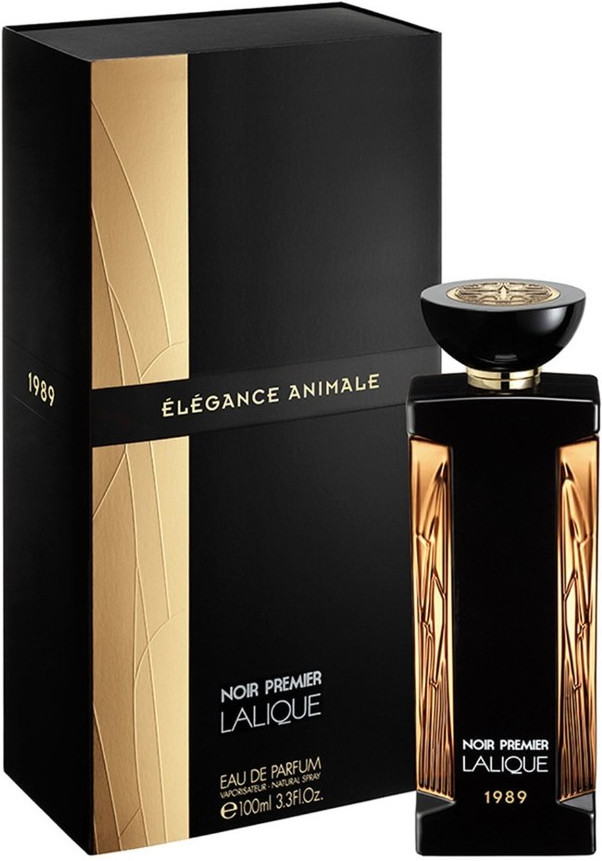 1989
ÉLÉGANCE ANIMALE
NOIR PREMIER
LALIQUE
EAU DE PARFUM
VAPORISATEUR - NATURAL SPRAY
℮100ml 3.3Fl.Oz.
NOIR PREMIER
LALIQUE
1989